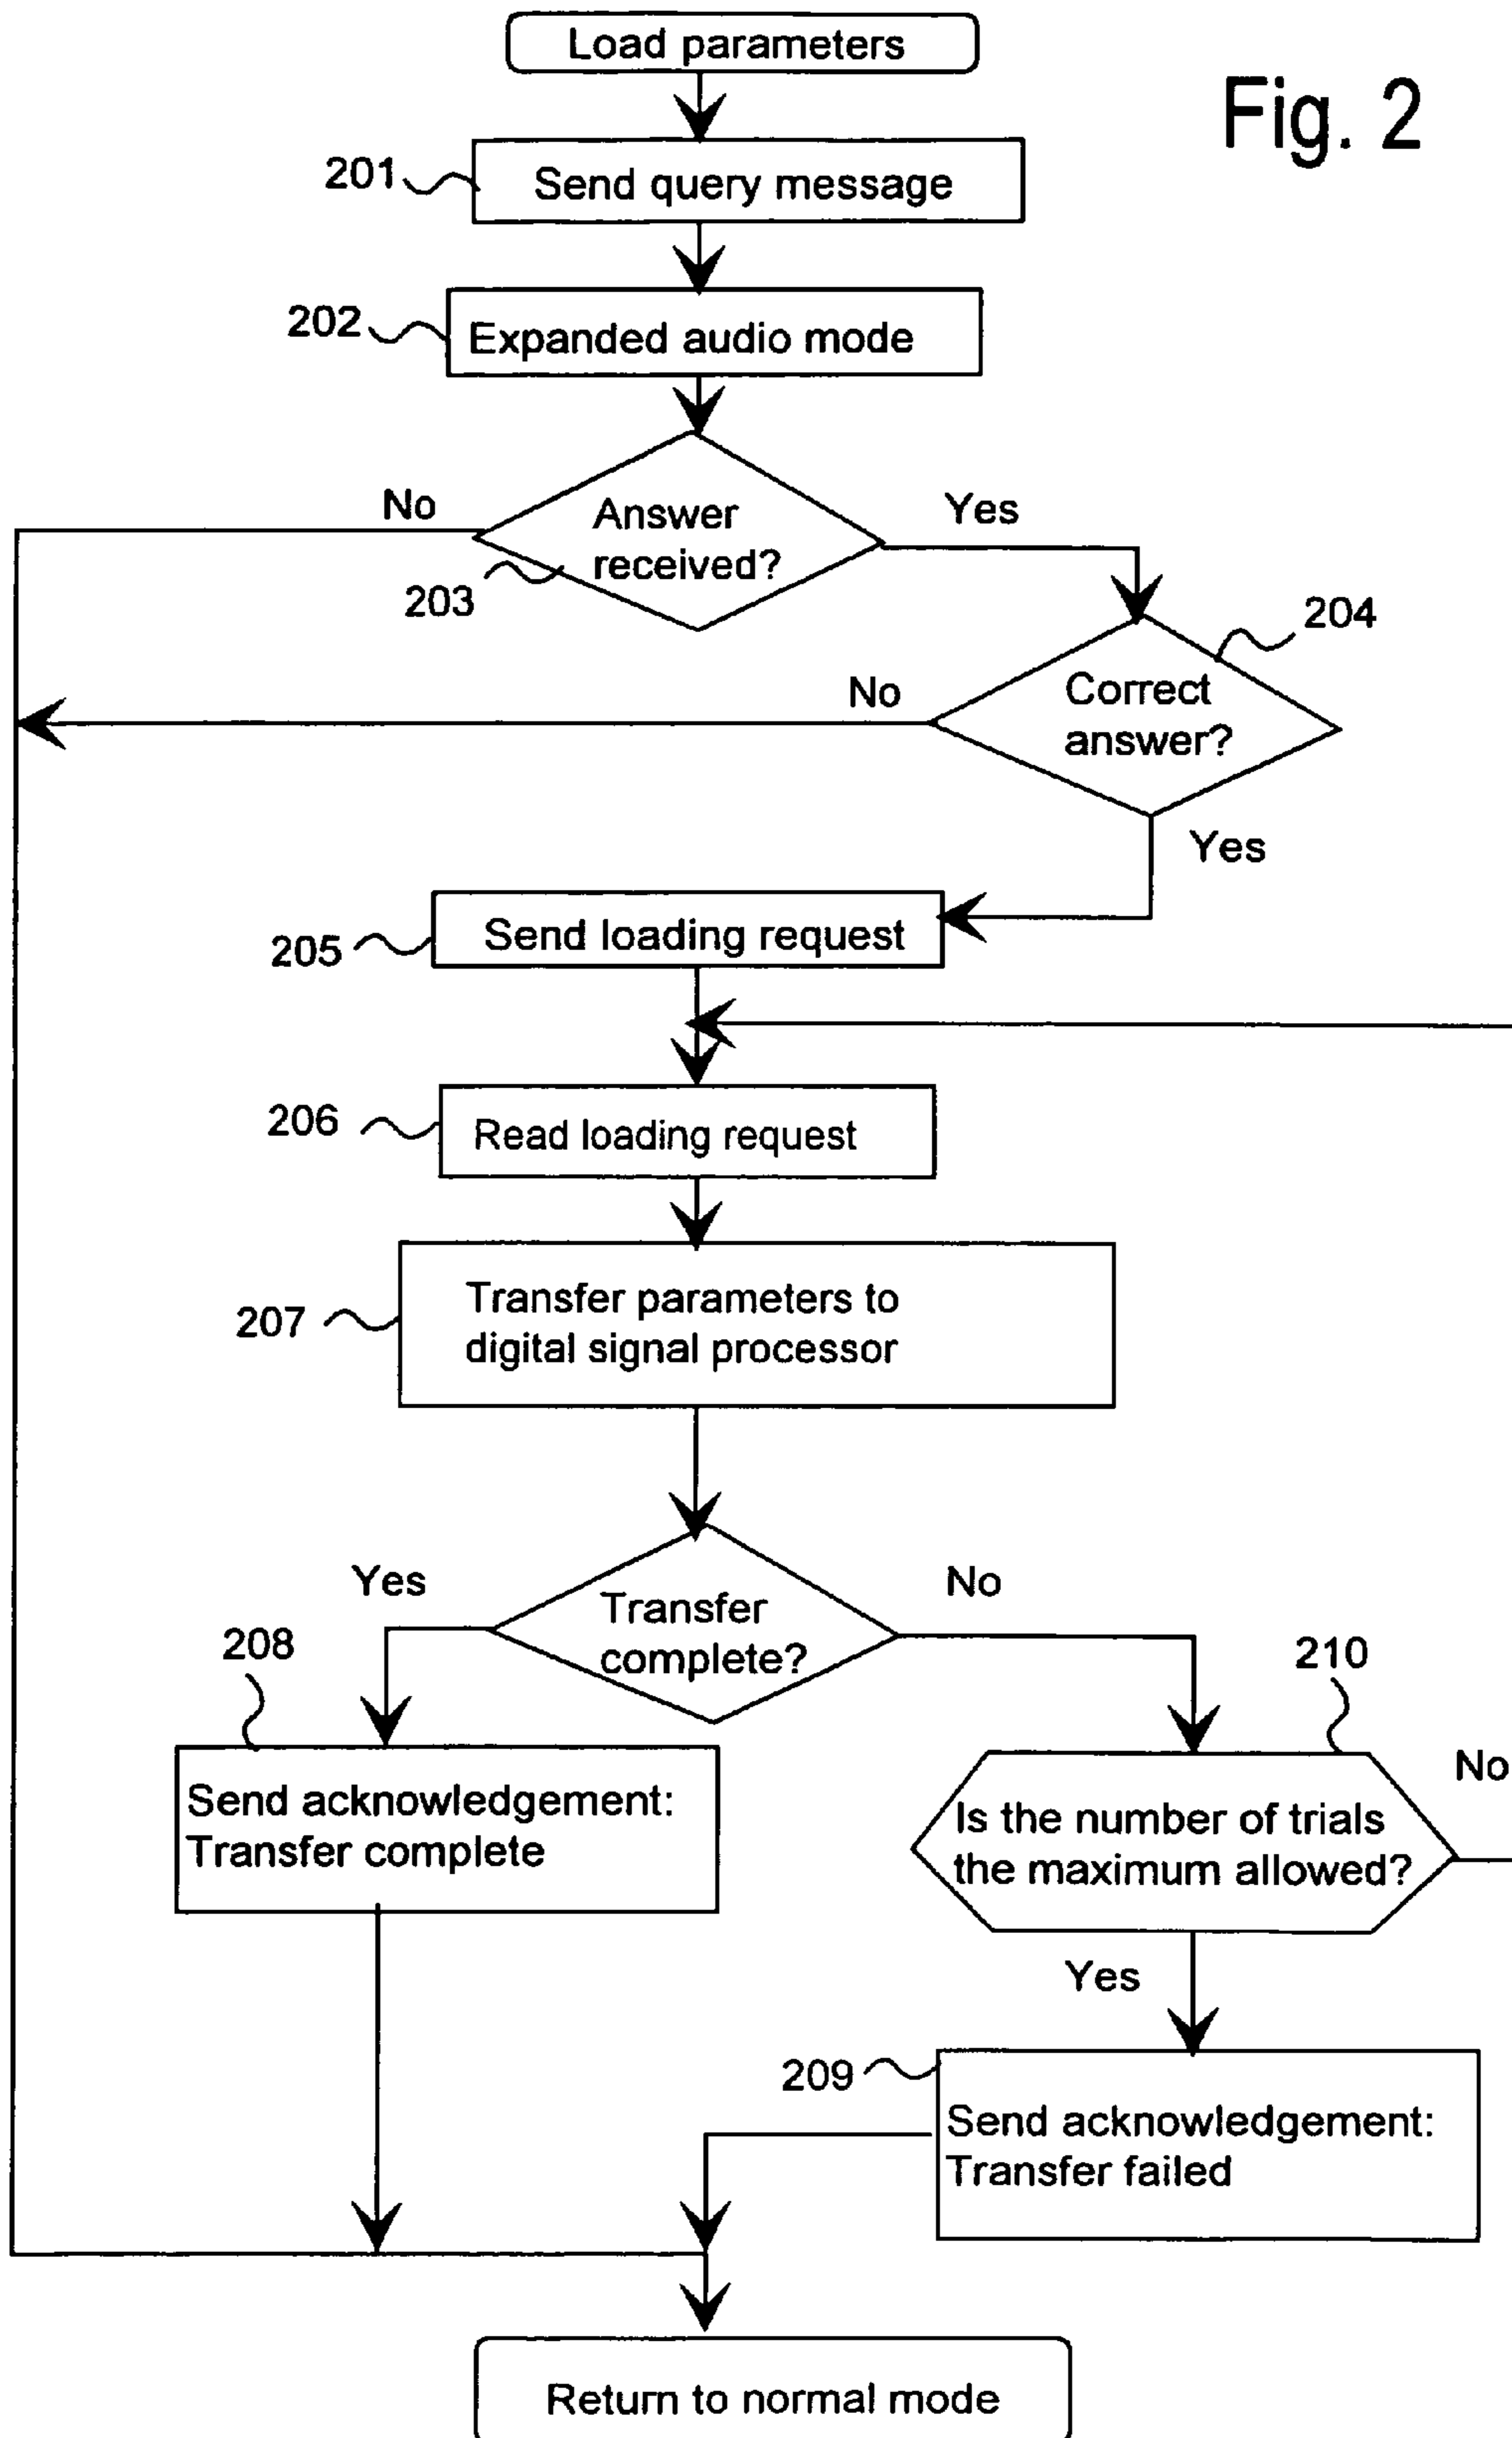 Load parameters
Fig. 2
201
Send query message
202
Expanded audio mode
No
Answer
received?
Yes
203
204
No
Correct
answer?
Yes
205
Send loading request
206
Read loading request
207
Transfer parameters to
digital signal processor
Yes
Transfer
complete?
No
208
210
Send acknowledgement:
Transfer complete
No
Is the number of trials
the maximum allowed?
Yes
209
Send acknowledgement:
Transfer failed
Return to normal mode